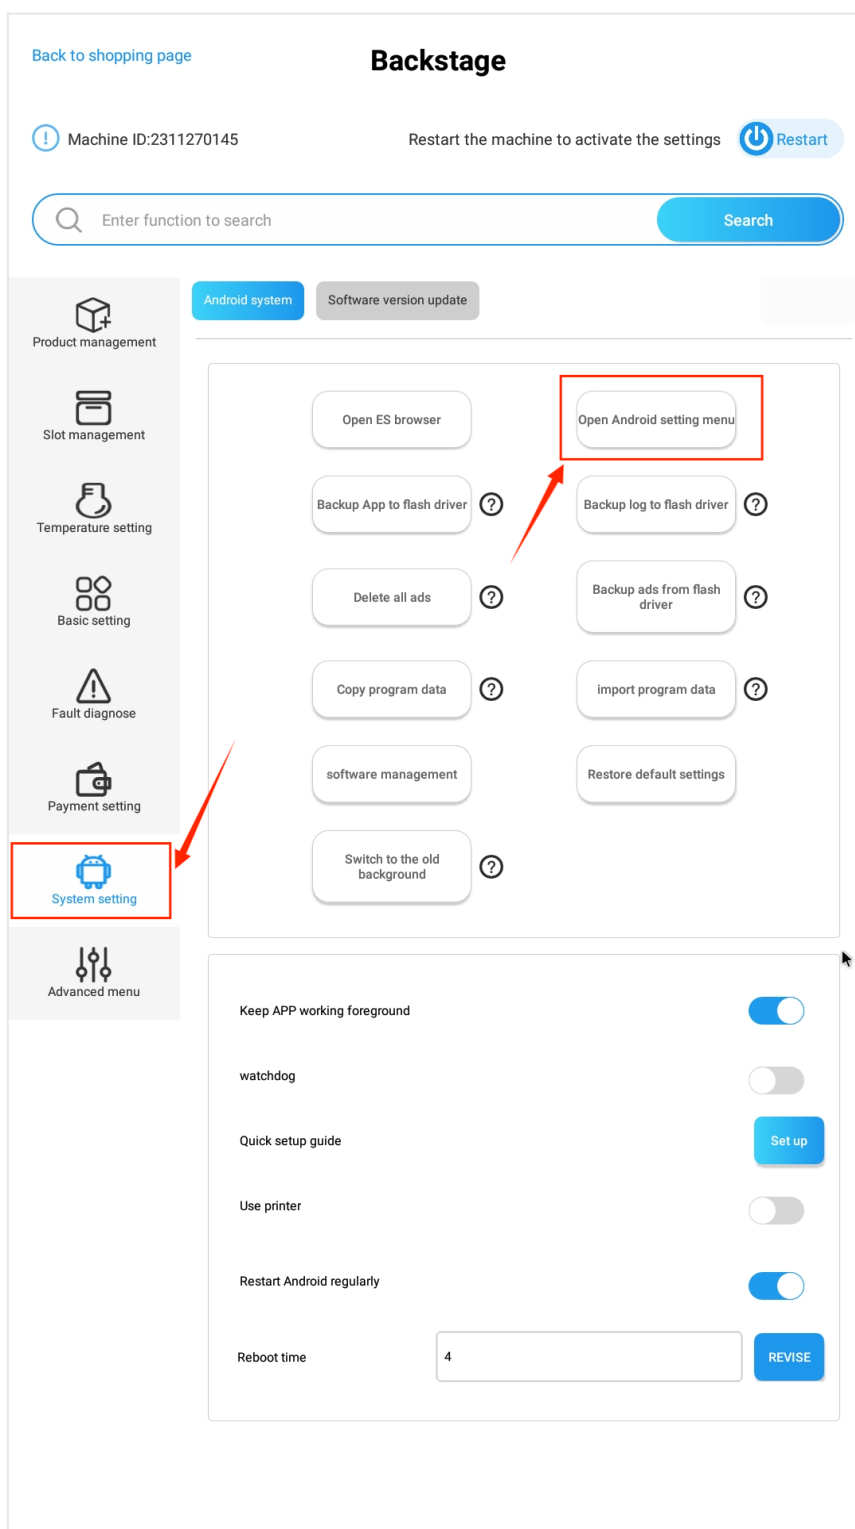 Back to shopping page
Backstage
Machine ID:2311270145
Restart the machine to activate the settings
Restart
Enter function to search
Search
Product management
Slot management
Temperature setting
Basic setting
Fault diagnose
Payment setting
System setting
Advanced menu
Android system
Software version update
Open ES browser
Open Android setting menu
Backup App to flash driver
?
Backup log to flash driver
?
Delete all ads
?
Backup ads from flash
driver
?
Copy program data
?
import program data
?
software management
Restore default settings
Switch to the old
background
?
Keep APP working foreground
watchdog
Quick setup guide
Set up
Use printer
Restart Android regularly
Reboot time
4
REVISE